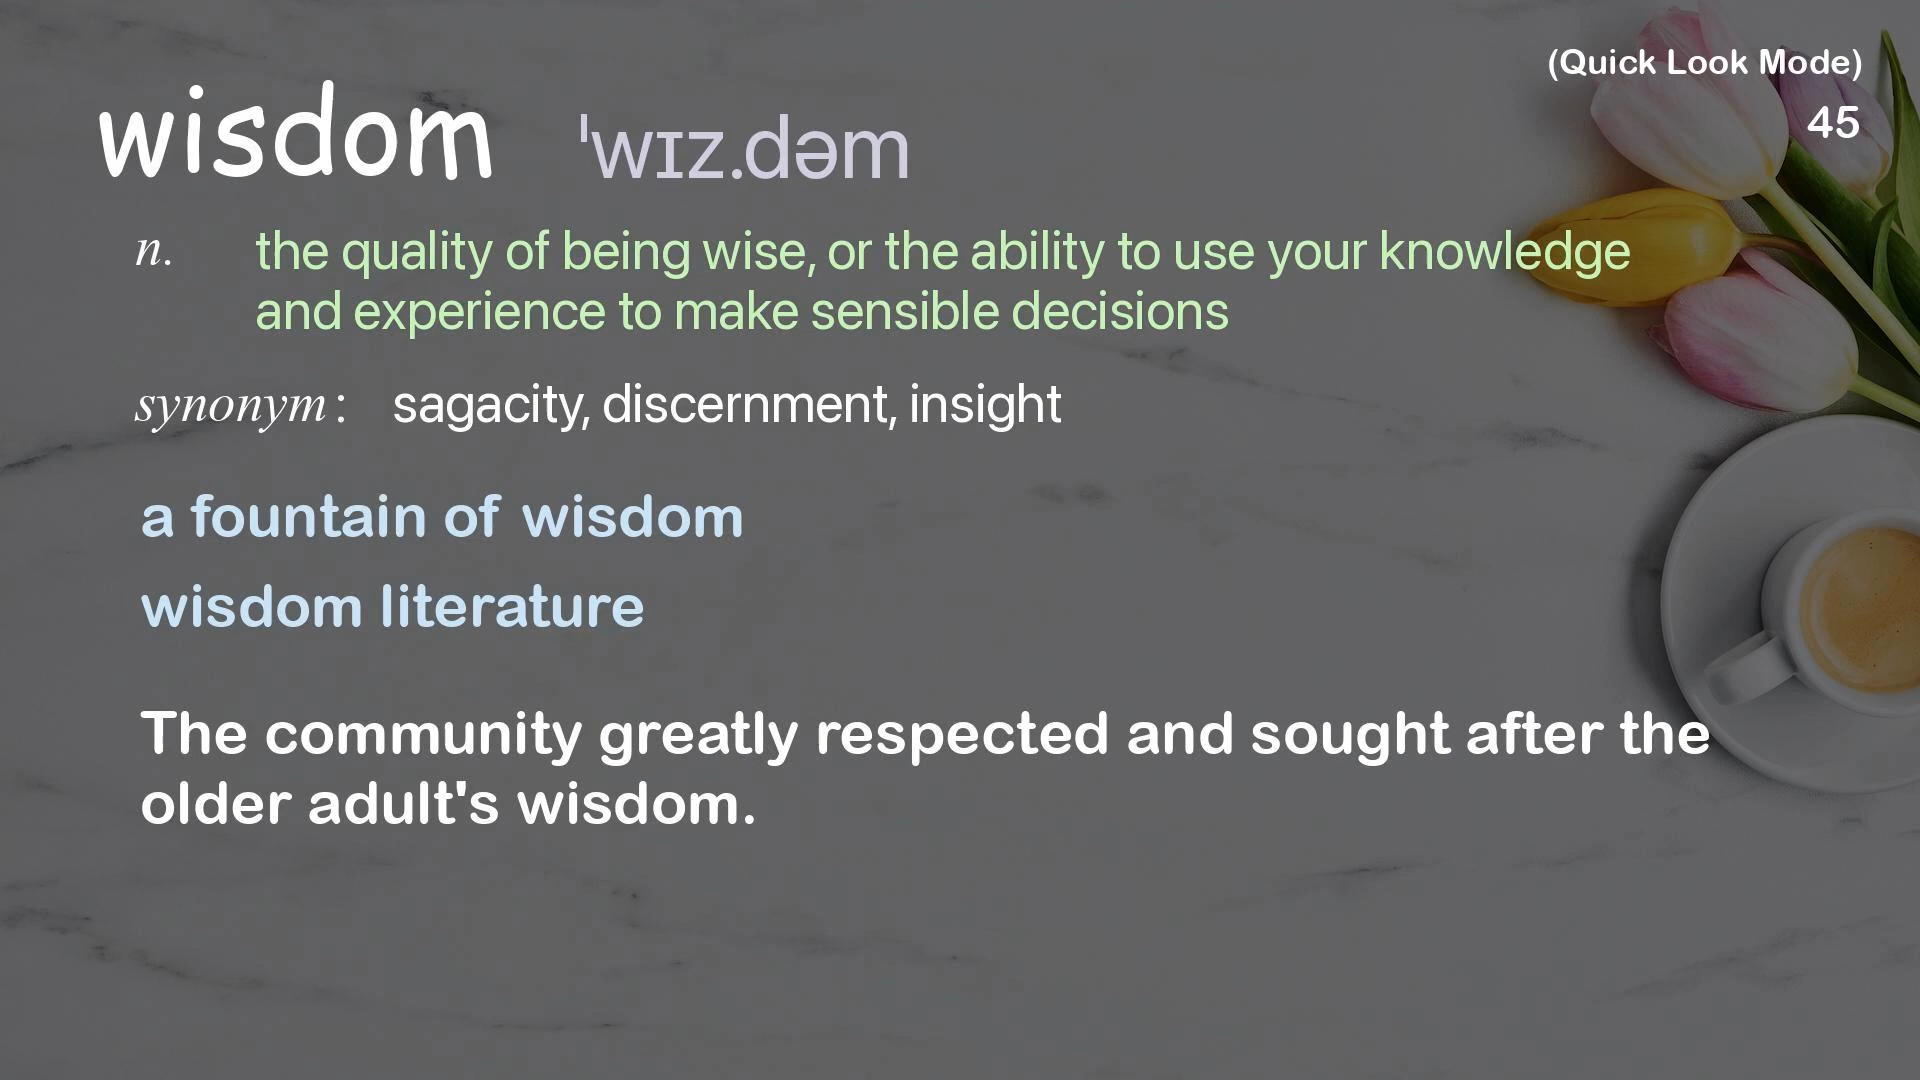 (Quick Look Mode)
45
wisdom ˈwɪz.dəm
n. the quality of being wise, or the ability to use your knowledge
and experience to make sensible decisions
synonym: sagacity, discernment, insight
a fountain of wisdom
wisdom literature
The community greatly respected and sought after the
older adult's wisdom.